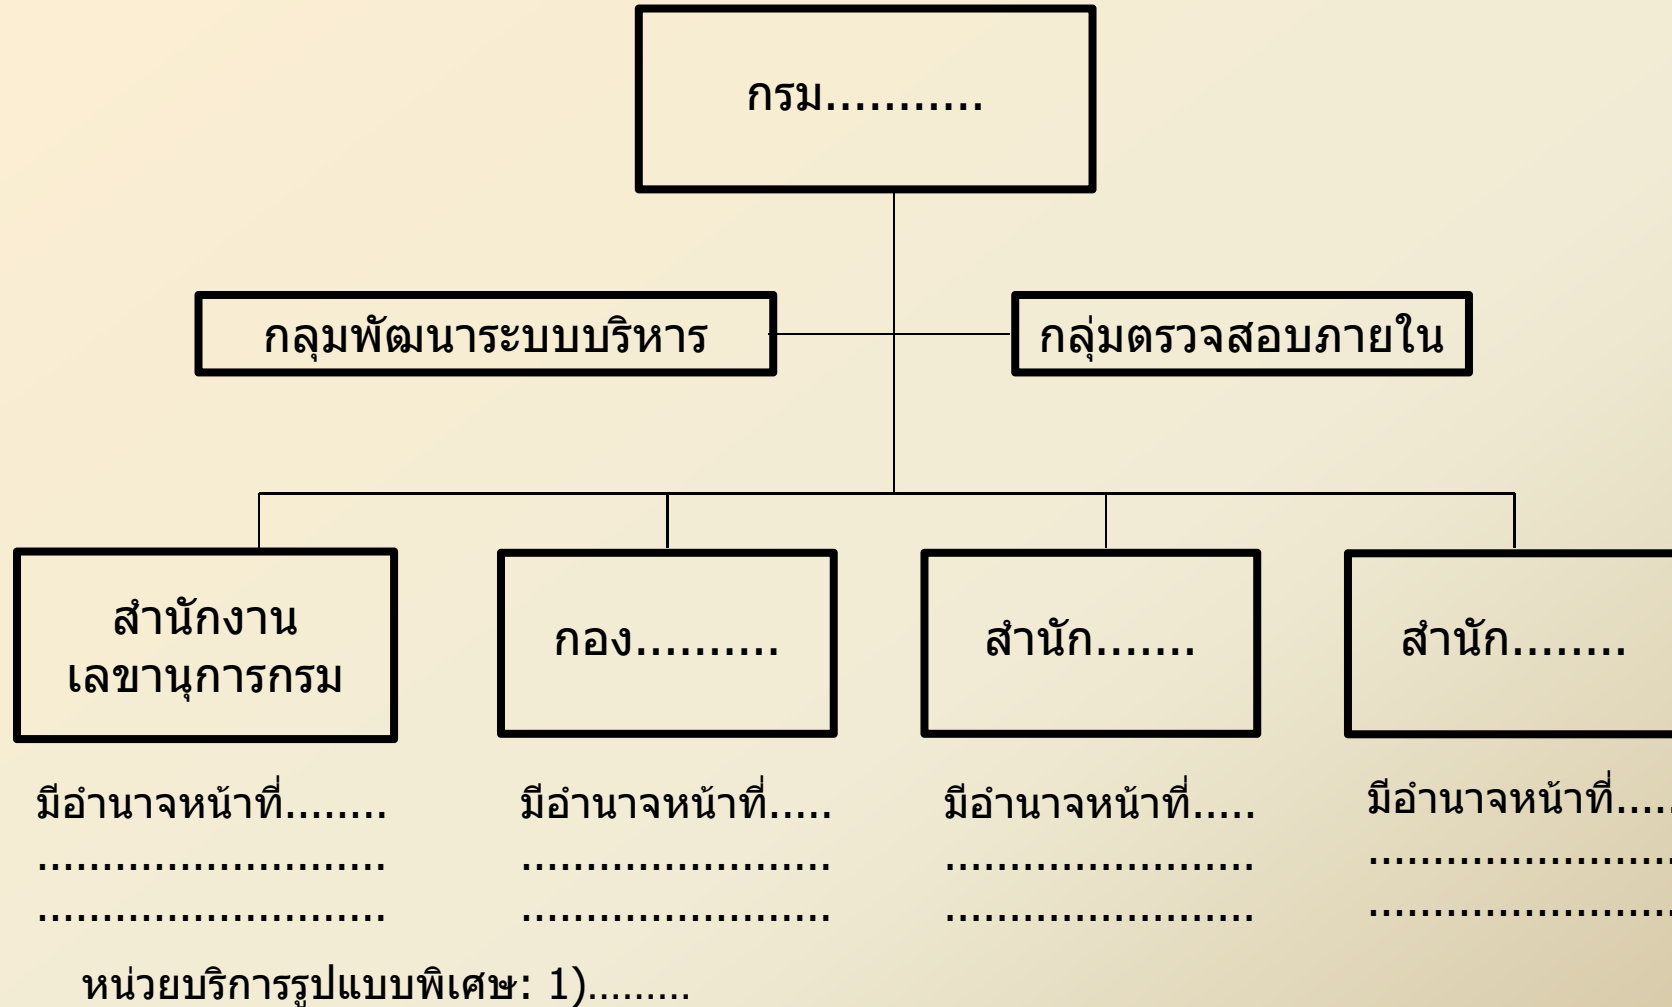 กรม...........
กลุมพัฒนาระบบบริหาร
กลุ่มตรวจสอบภายใน
สำนักงาน
เลขานุการกรม
กอง..........
สำนัก.......
สำนัก........
มีอำนาจหน้าที่........
...........................
...........................
มีอำนาจหน้าที่.....
........................
........................
มีอำนาจหน้าที่.....
........................
........................
มีอำนาจหน้าที่.....
........................
........................
หน่วยบริการรูปแบบพิเศษ: 1).........